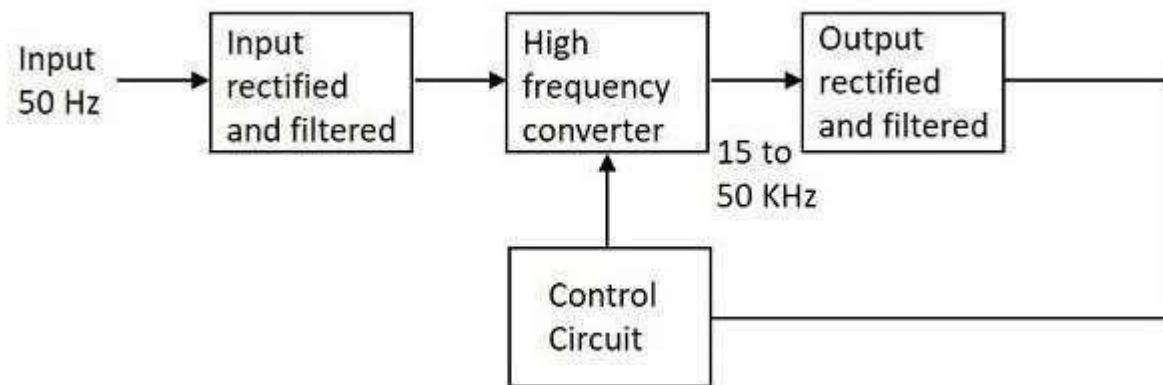 Input
50 Hz
Input
rectified
and filtered
High
frequency
converter
15 to
50 KHz
Output
rectified
and filtered
Control
Circuit